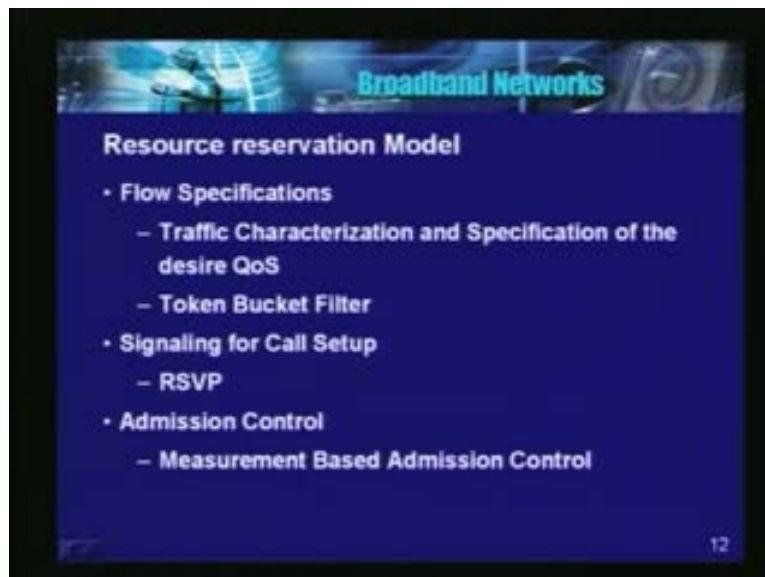 Broadband Networks
Resource reservation Model
• Flow Specifications
– Traffic Characterization and Specification of the
desire QoS
– Token Bucket Filter
• Signaling for Call Setup
– RSVP
• Admission Control
– Measurement Based Admission Control
12